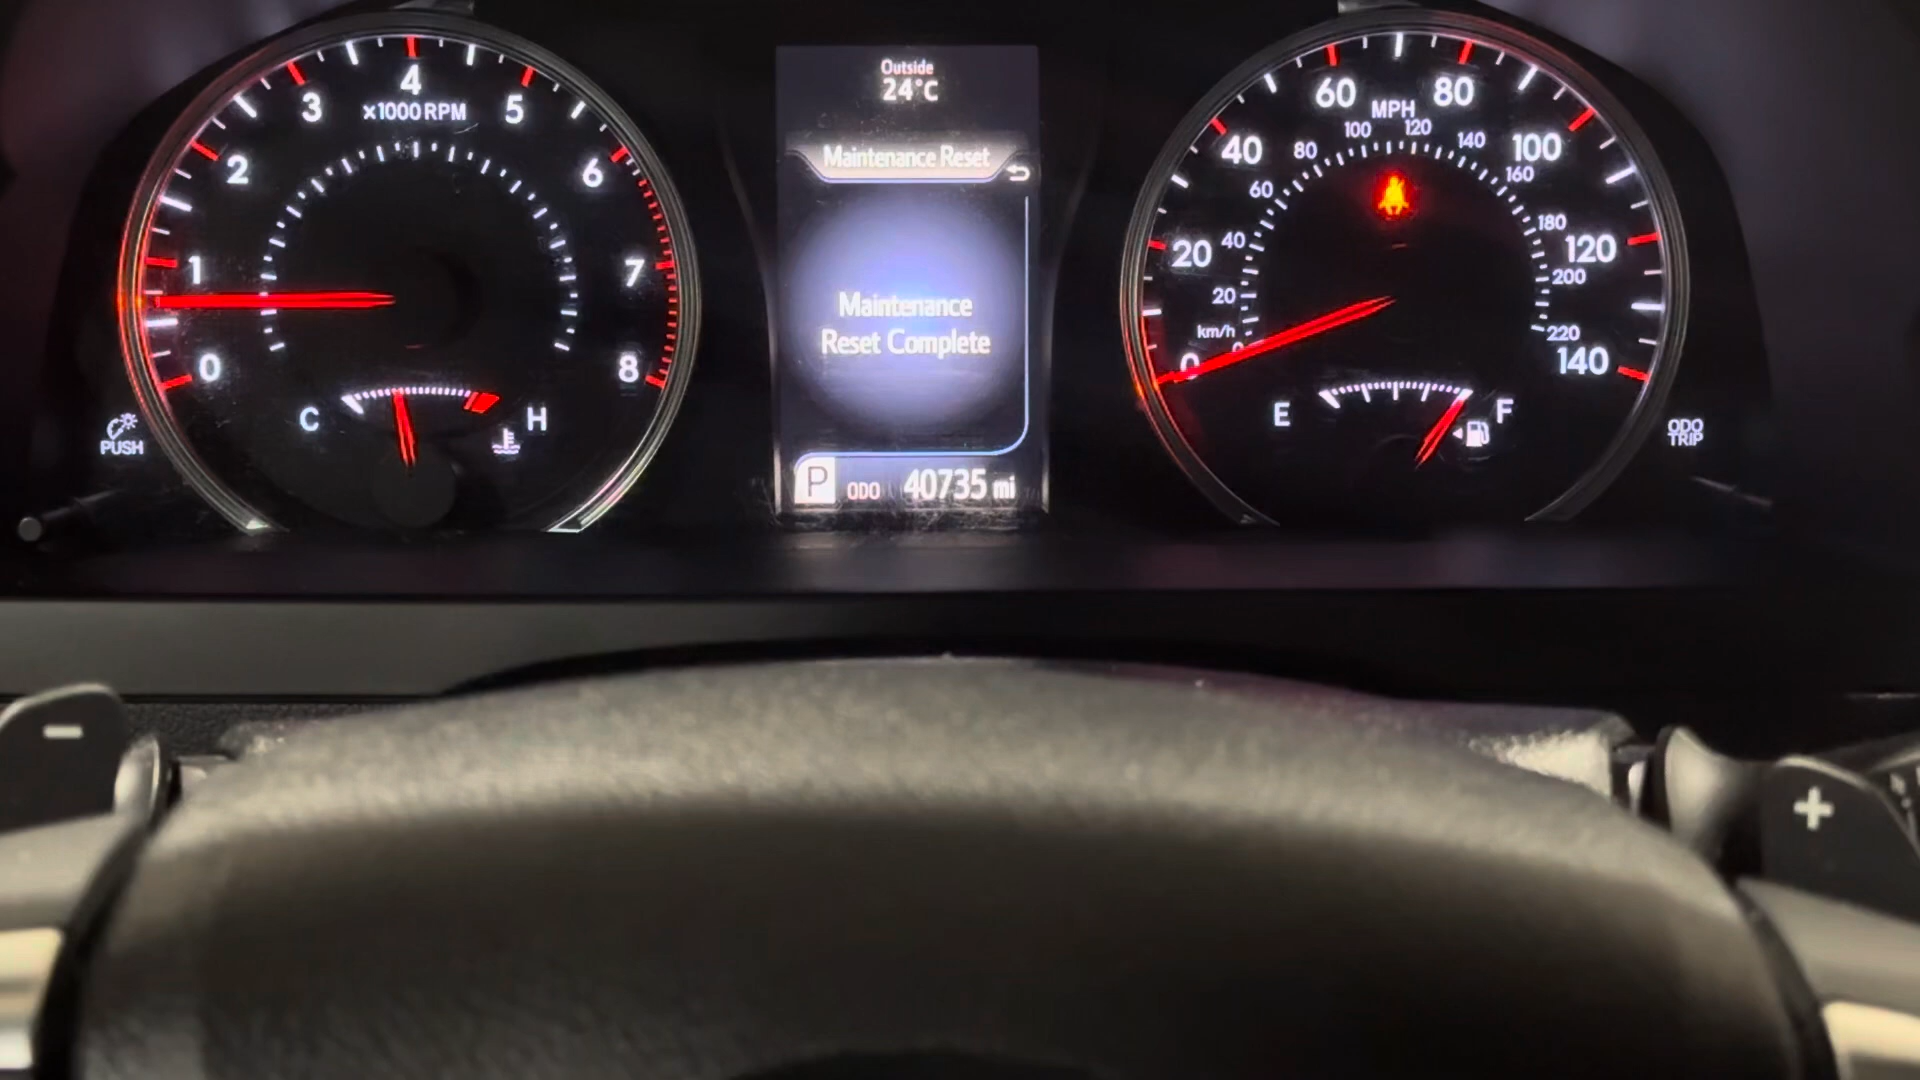 Outside
24°C
Maintenance Reset
Maintenance
Reset Complete
P ODO 40735 mi
0
1
2
3
4
5
6
7
8
x1000 RPM
C
H
PUSH
0
20
40
60
80
100
120
140
MPH
km/h
0
20
40
60
80
100
120
140
160
180
200
220
E
F
ODO
TRIP
-
+